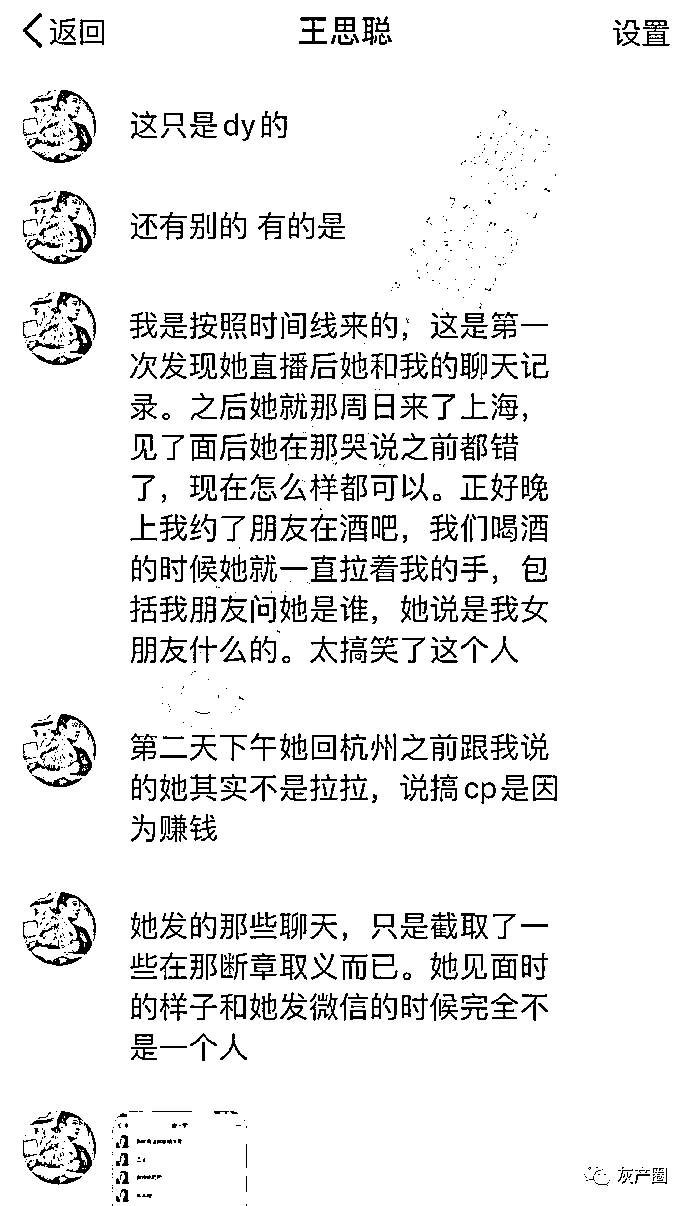 返回
王思聪
设置
这只是dy的
还有别的 有的是
我是按照时间线来的，这是第一
次发现她直播后她和我的聊天记
录。之后她就那周日来了上海，
见了面后她在那哭说之前都错
了，现在怎么样都可以。正好晚
上我约了朋友在酒吧，我们喝酒
的时候她就一直拉着我的手，包
括我朋友问她是谁，她说是我女
朋友什么的。太搞笑了这个人
第二天下午她回杭州之前跟我说
的她其实不是拉拉，说搞cp是因
为赚钱
她发的那些聊天，只是截取了一
些在那断章取义而已。她见面时
的样子和她发微信的时候完全不
是一个人
灰产圈